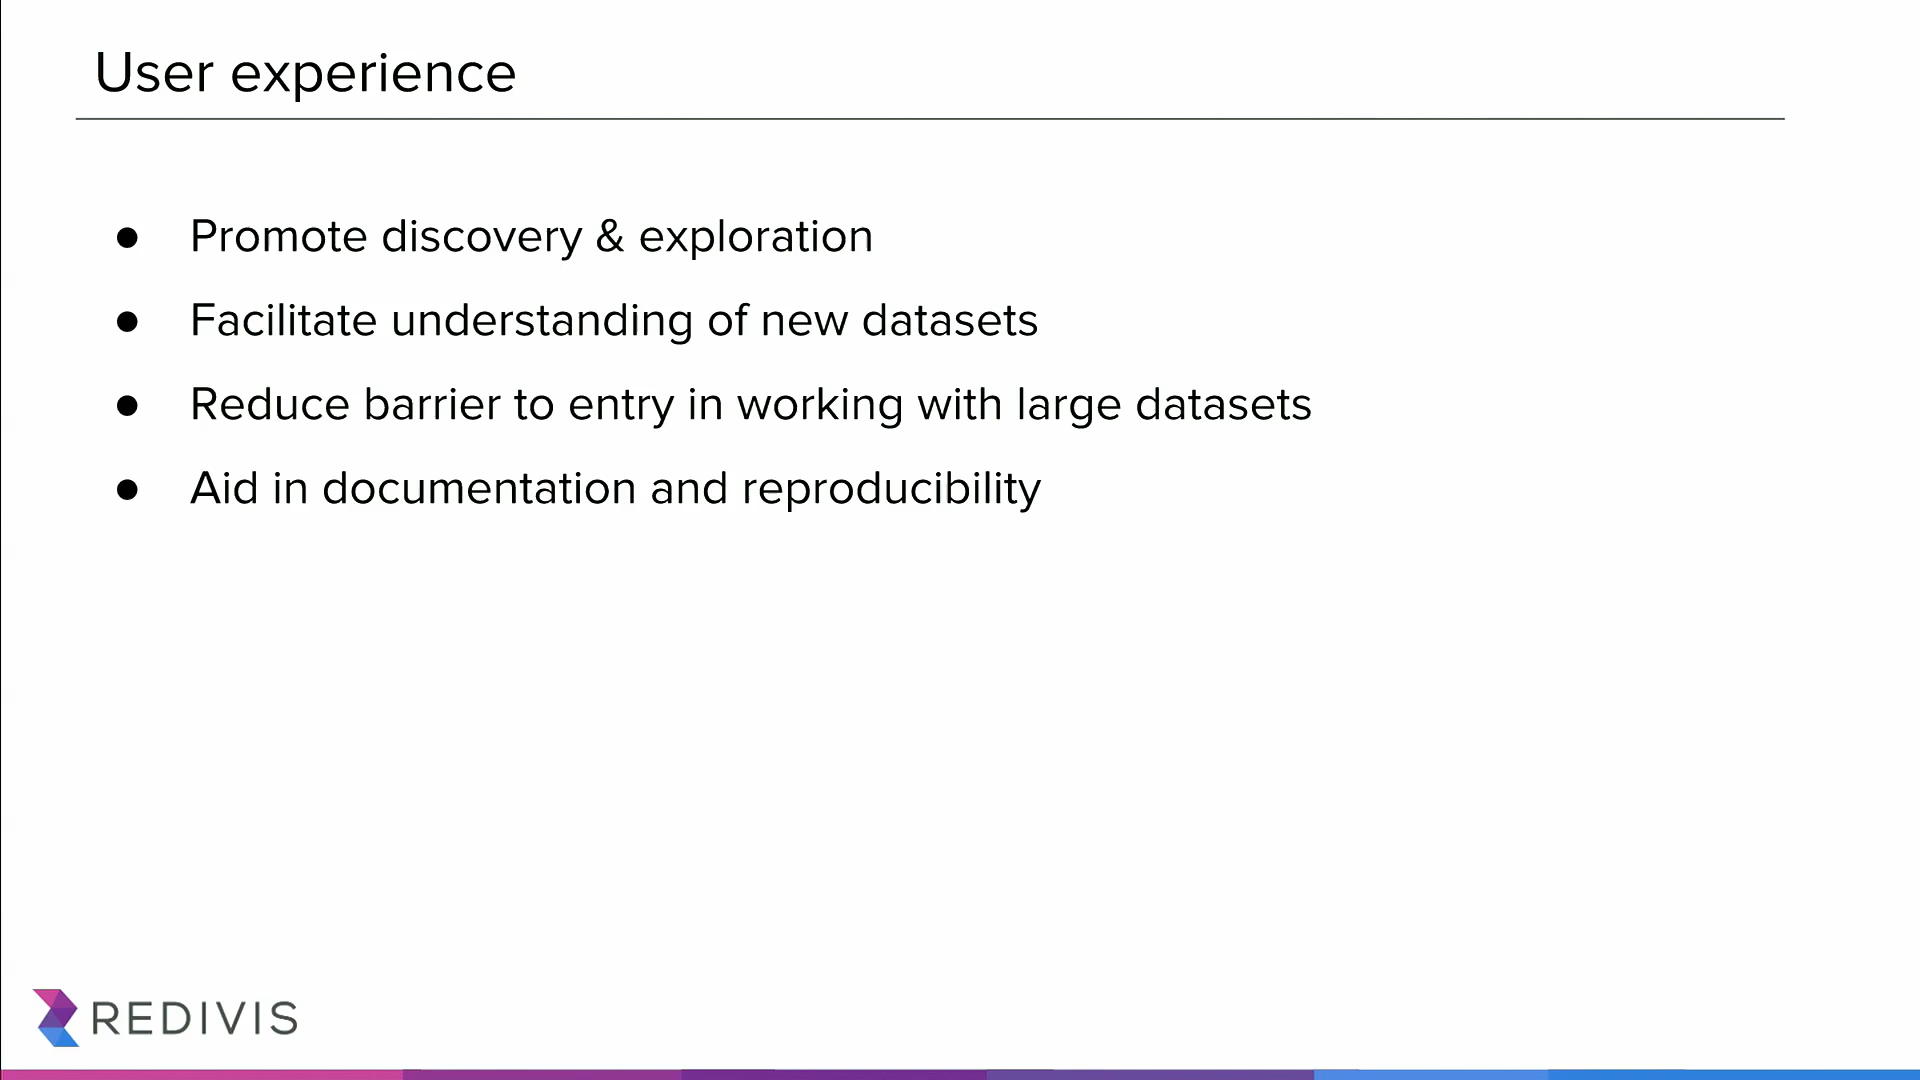 User experience
● Promote discovery & exploration
● Facilitate understanding of new datasets
● Reduce barrier to entry in working with large datasets
● Aid in documentation and reproducibility
REDIVIS